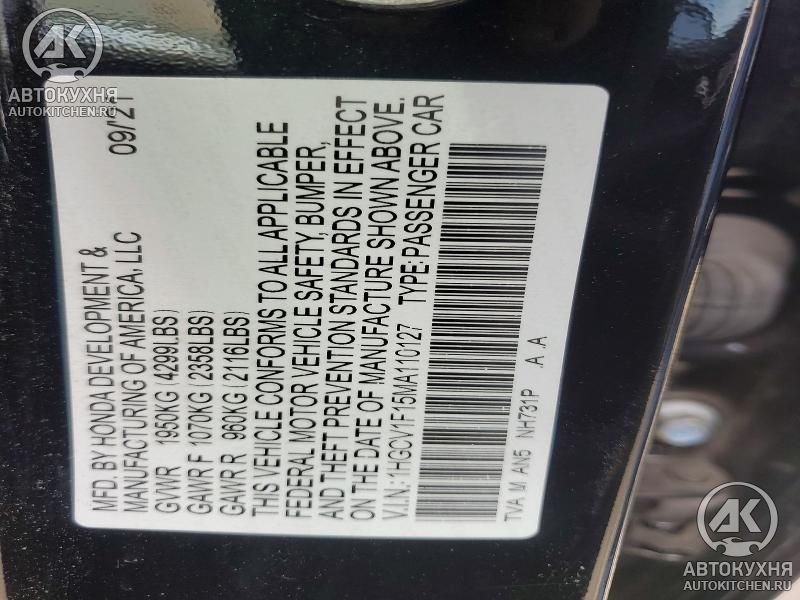 MFD. BY HONDA DEVELOPMENT & 09/21
MANUFACTURING OF AMERICA, LLC
GVWR 1950KG (4299LBS)
GAWR F 1070KG (2358LBS)
GAWR R 960KG (2116LBS)
THIS VEHICLE CONFORMS TO ALL APPLICABLE
FEDERAL MOTOR VEHICLE SAFETY, BUMPER,
AND THEFT PREVENTION STANDARDS IN EFFECT
ON THE DATE OF MANUFACTURE SHOWN ABOVE.
V.I.N.: 1HGCV1F15MA110127 TYPE: PASSENGER CAR
TVA M AN5 NH731P .A .A
AK
АВТОКУХНЯ
AUTOKITCHEN.RU
AK
АВТОКУХНЯ
AUTOKITCHEN.RU